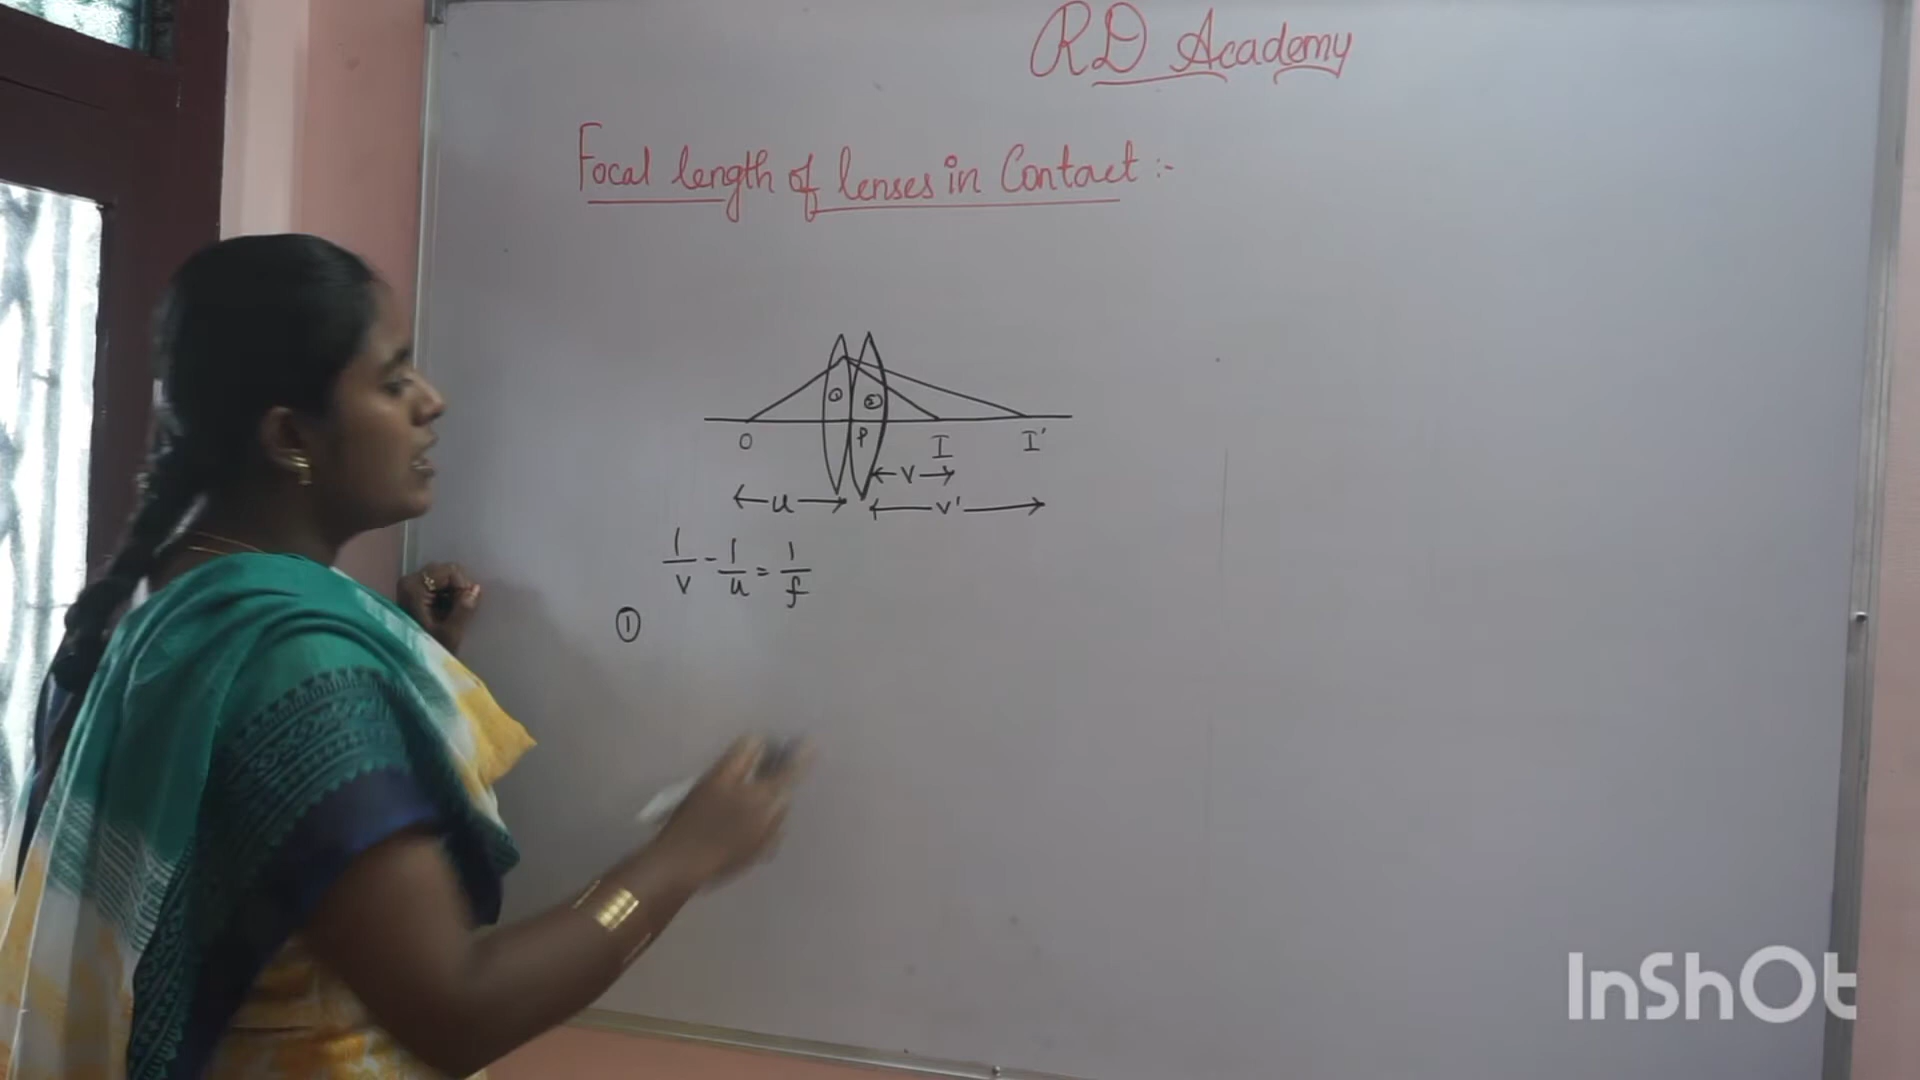 RD Academy
Focal length of lenses in Contact :-
① ②
O P I I'
←V→
←u→ ←V'→
1/v - 1/u = 1/f
①
InShOt